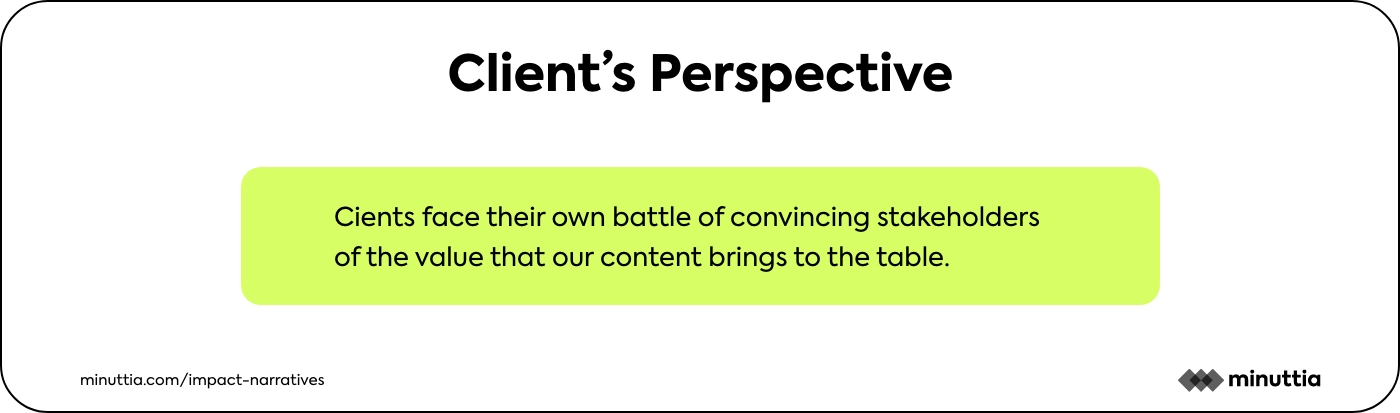 Client’s Perspective
Cients face their own battle of convincing stakeholders
of the value that our content brings to the table.
minuttia.com/impact-narratives
minuttia